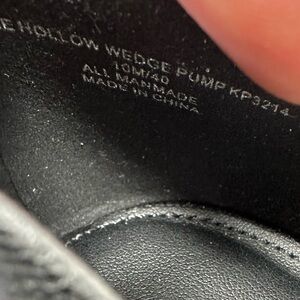 E HOLLOW WEDGE PUMP KP3214
10M/40
ALL MANMADE
MADE IN CHINA